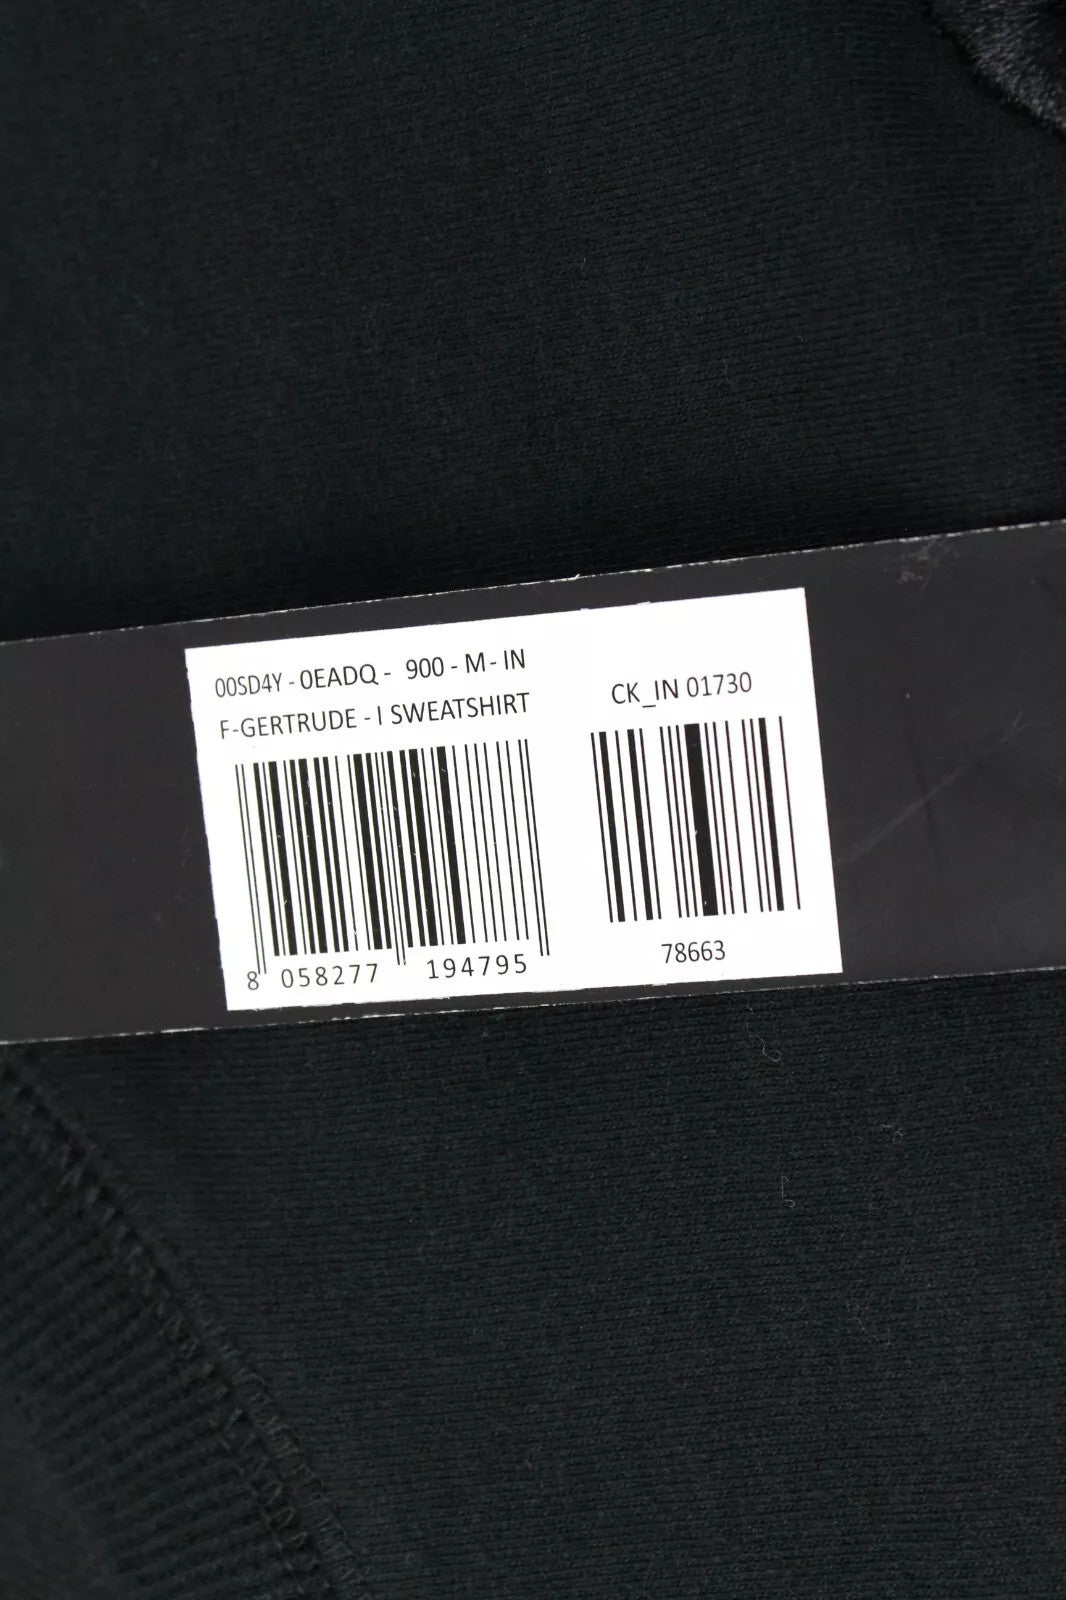 00SD4Y - 0EADQ - 900 - M - IN
F-GERTRUDE - I SWEATSHIRT
CK_IN 01730
8 058277 194795
78663